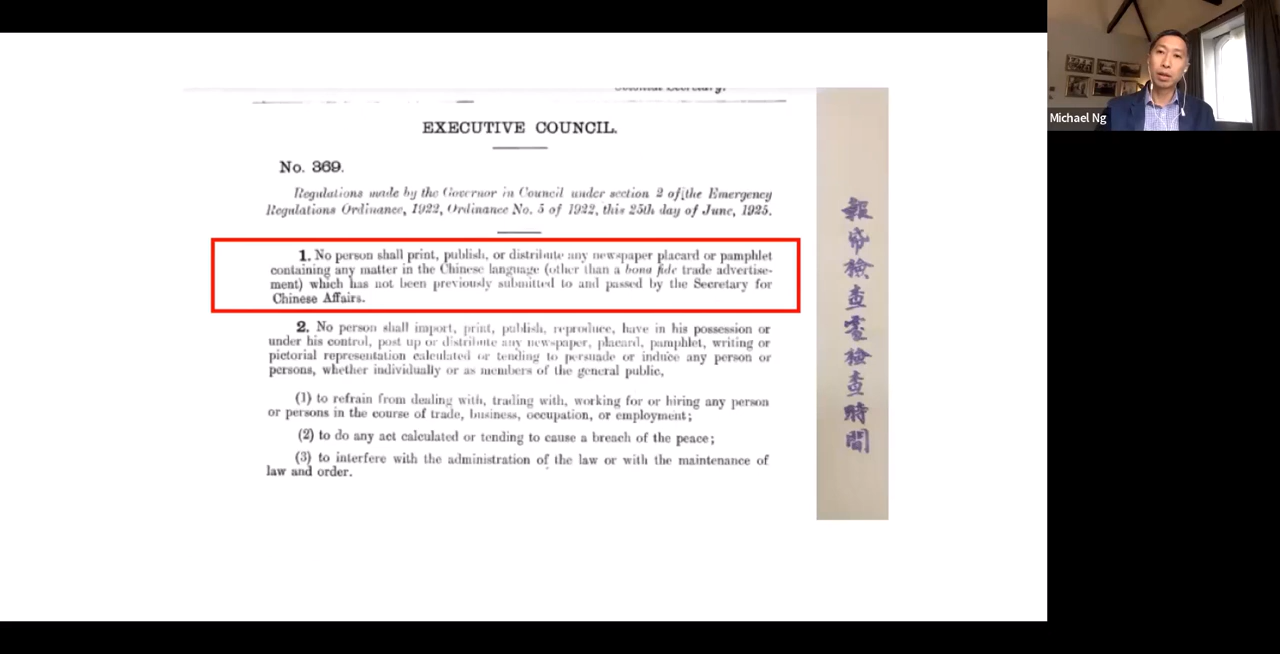 Colonial Secretary.
EXECUTIVE COUNCIL.
No. 369.
Regulations made by the Governor in Council under section 2 of the Emergency
Regulations Ordinance, 1922, Ordinance No. 5 of 1922, this 25th day of June, 1925.
1. No person shall print, publish, or distribute any newspaper placard or pamphlet
containing any matter in the Chinese language (other than a bona fide trade advertise-
ment) which has not been previously submitted to and passed by the Secretary for
Chinese Affairs.
2. No person shall import, print, publish, reproduce, have in his possession or
under his control, post up or distribute any newspaper, placard, pamphlet, writing or
pictorial representation calculated or tending to persuade or induce any person or
persons, whether individually or as members of the general public,
(1) to refrain from dealing with, trading with, working for or hiring any person
or persons in the course of trade, business, occupation, or employment;
(2) to do any act calculated or tending to cause a breach of the peace;
(3) to interfere with the administration of the law or with the maintenance of
law and order.
檢查 檢查時間
Michael Ng